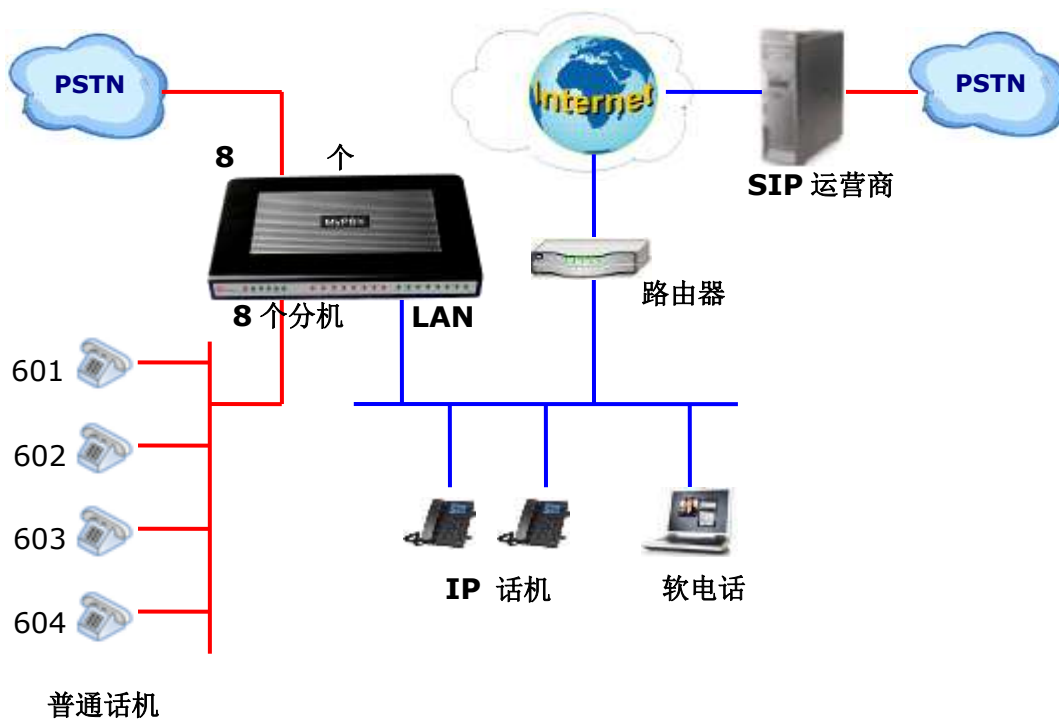 PSTN
Internet
PSTN
8 个
SIP 运营商
MyPBX
路由器
8 个分机
LAN
601
602
603
604
IP 话机
软电话
普通话机